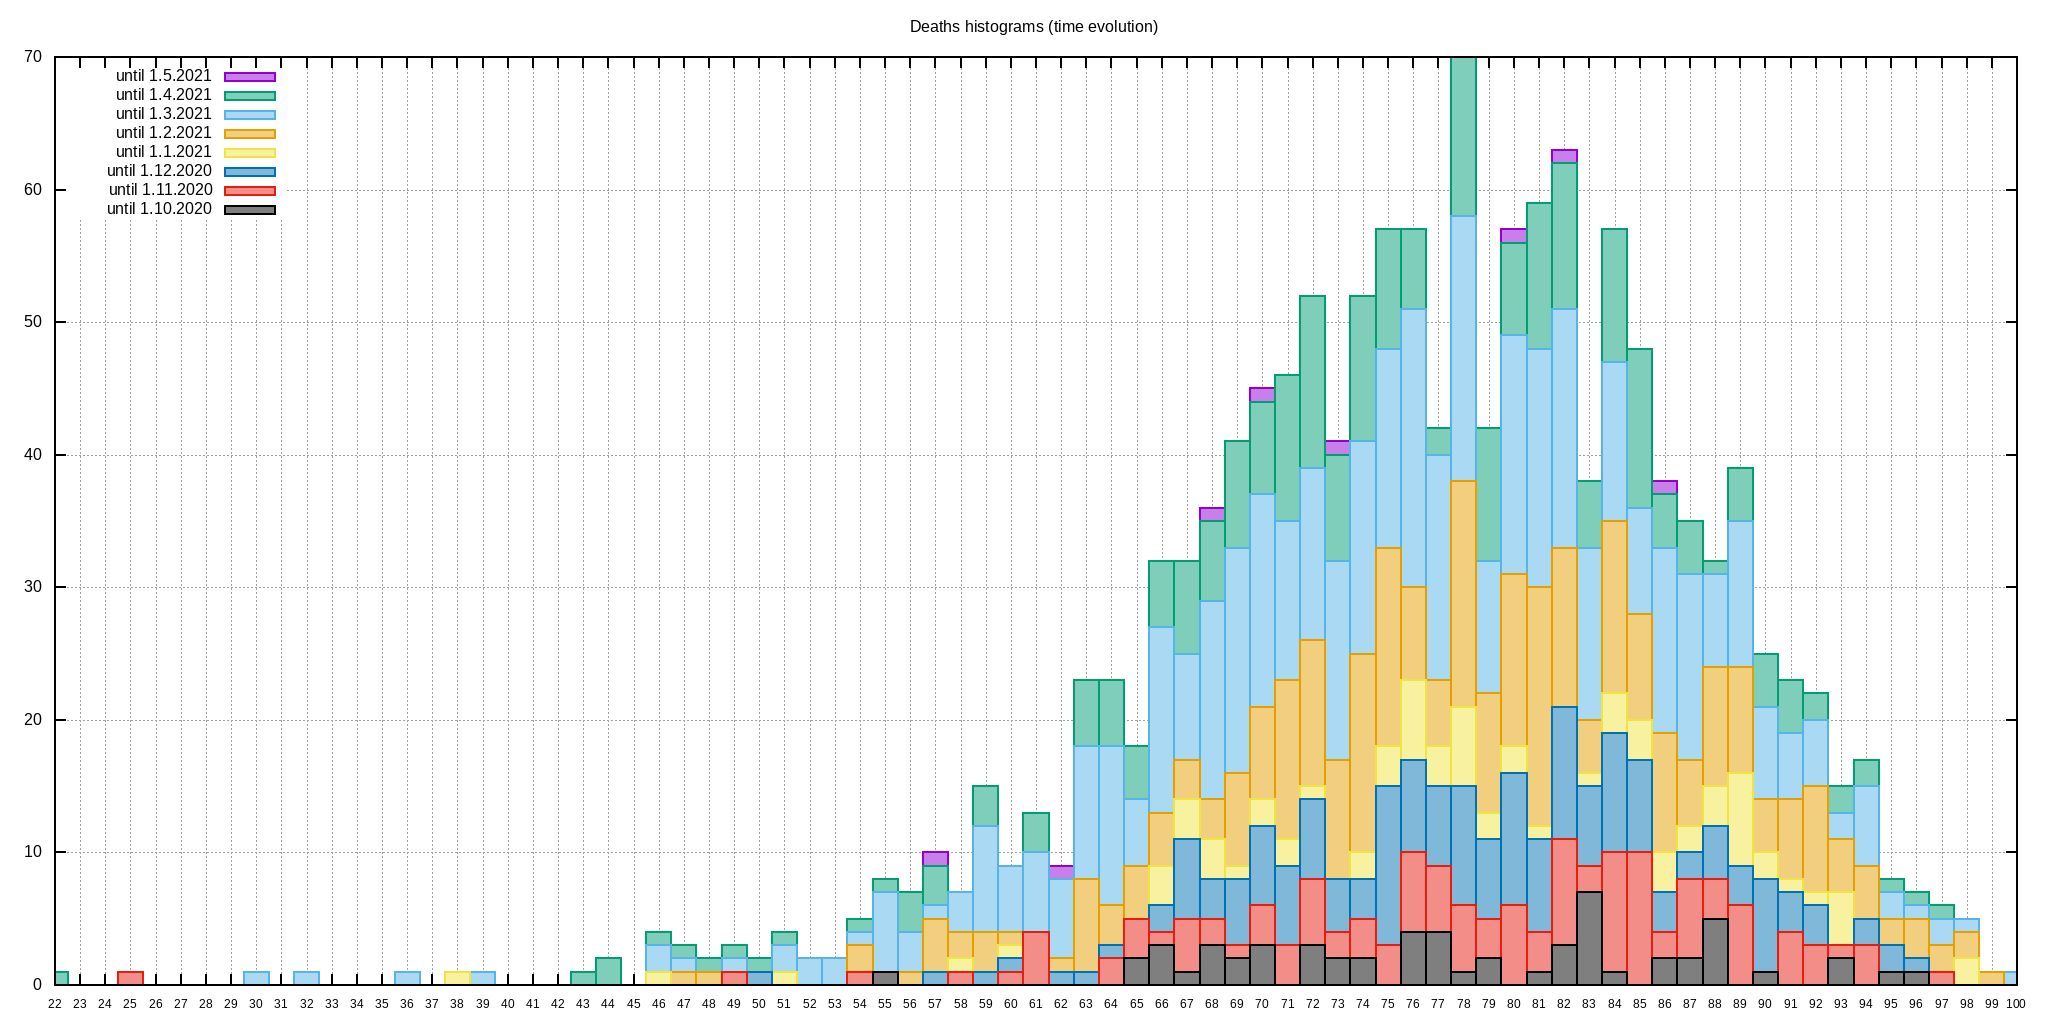 Deaths histograms (time evolution)
70
60
50
40
30
20
10
0
until 1.5.2021
until 1.4.2021
until 1.3.2021
until 1.2.2021
until 1.1.2021
until 1.12.2020
until 1.11.2020
until 1.10.2020
22 23 24 25 26 27 28 29 30 31 32 33 34 35 36 37 38 39 40 41 42 43 44 45 46 47 48 49 50 51 52 53 54 55 56 57 58 59 60 61 62 63 64 65 66 67 68 69 70 71 72 73 74 75 76 77 78 79 80 81 82 83 84 85 86 87 88 89 90 91 92 93 94 95 96 97 98 99 100